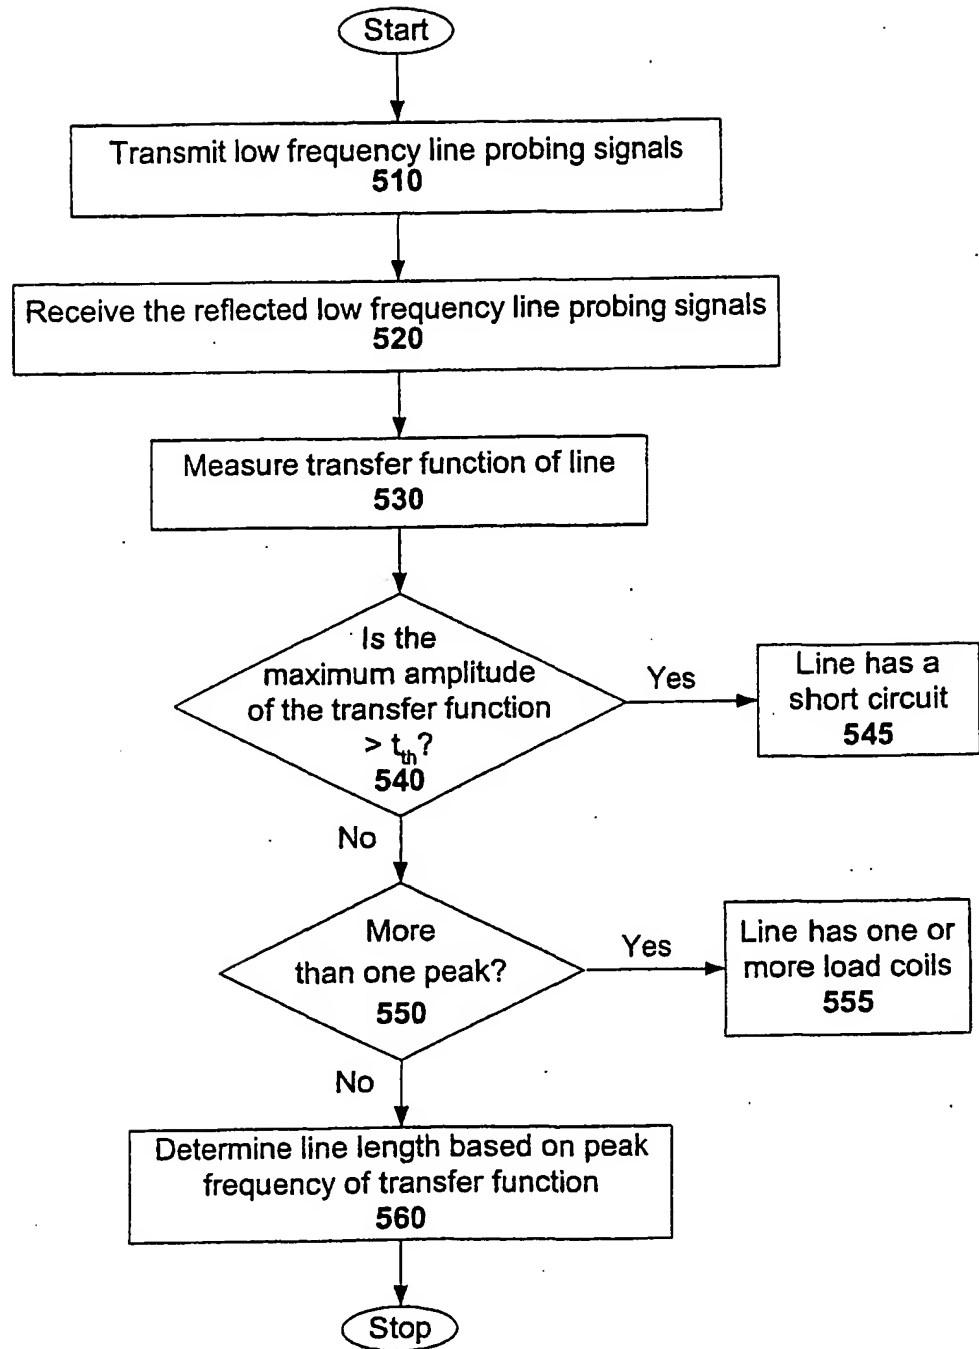 Start
Transmit low frequency line probing signals
510
Receive the reflected low frequency line probing signals
520
Measure transfer function of line
530
Is the
maximum amplitude
of the transfer function
> t_th?
540
Yes
Line has a
short circuit
545
No
More
than one peak?
550
Yes
Line has one or
more load coils
555
No
Determine line length based on peak
frequency of transfer function
560
Stop